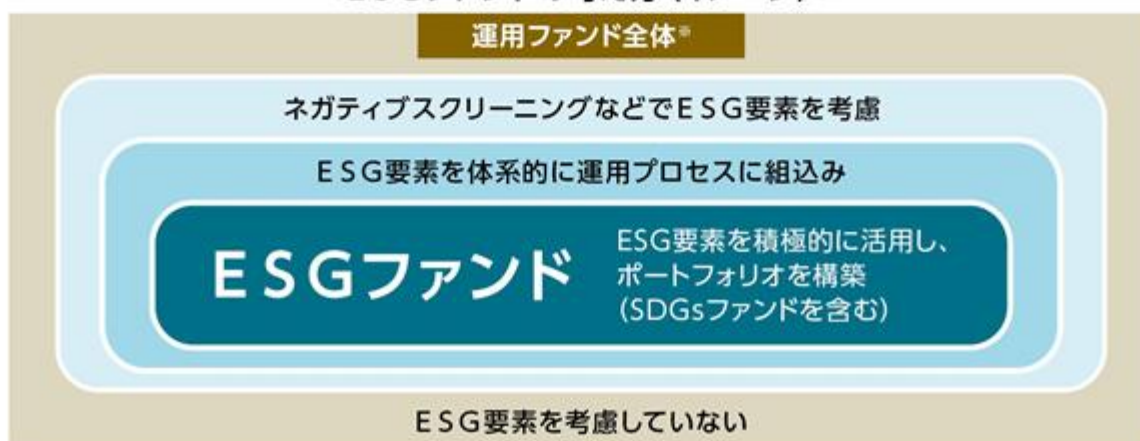 運用ファンド全体※
ネガティブスクリーニングなどでESG要素を考慮
ESG要素を体系的に運用プロセスに組込み
ESGファンド
ESG要素を積極的に活用し、
ポートフォリオを構築
(SDGsファンドを含む)
ESG要素を考慮していない